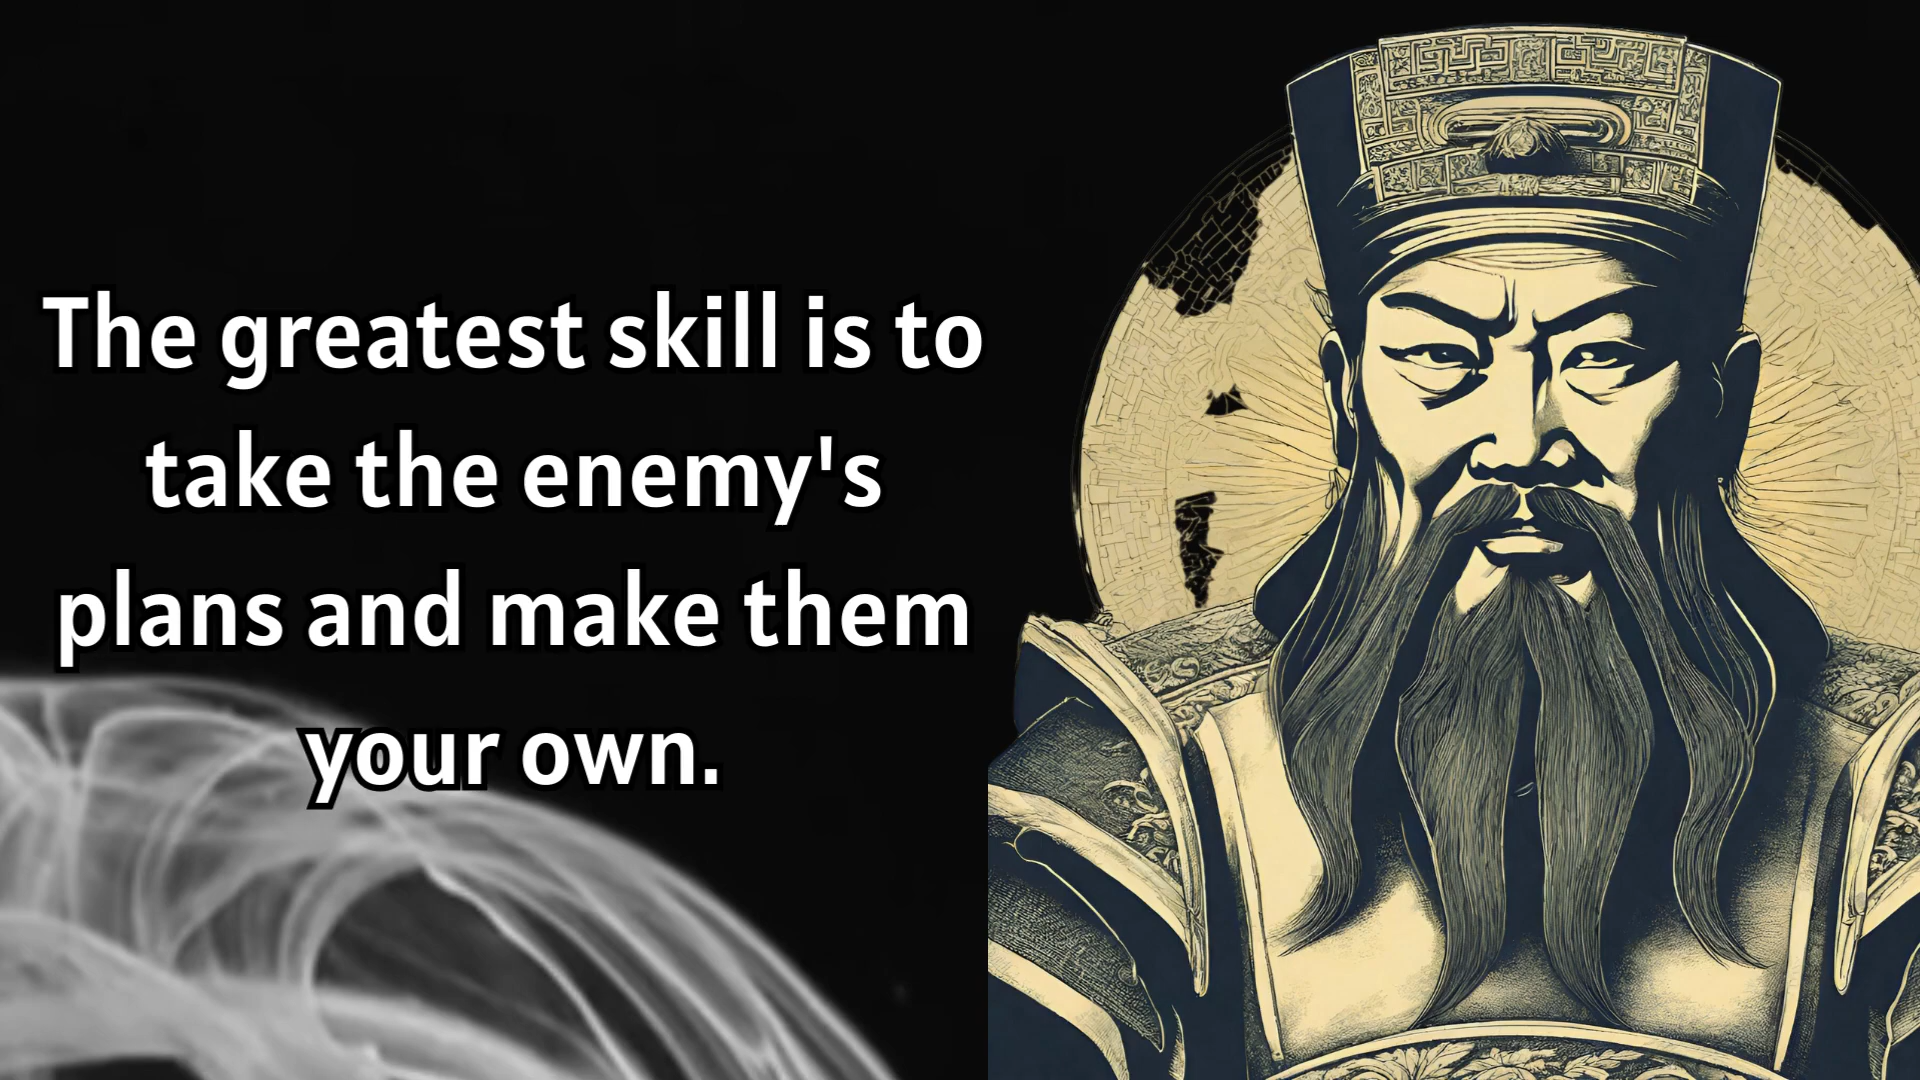 The greatest skill is to
take the enemy's
plans and make them
your own.